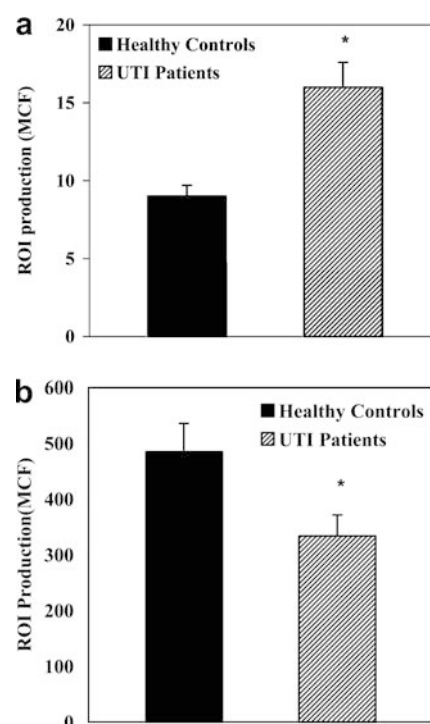 a
20
15
10
5
0
ROI production (MCF)
Healthy Controls
UTI Patients
*
b
600
500
400
300
200
100
0
ROI Production(MCF)
Healthy Controls
UTI Patients
*